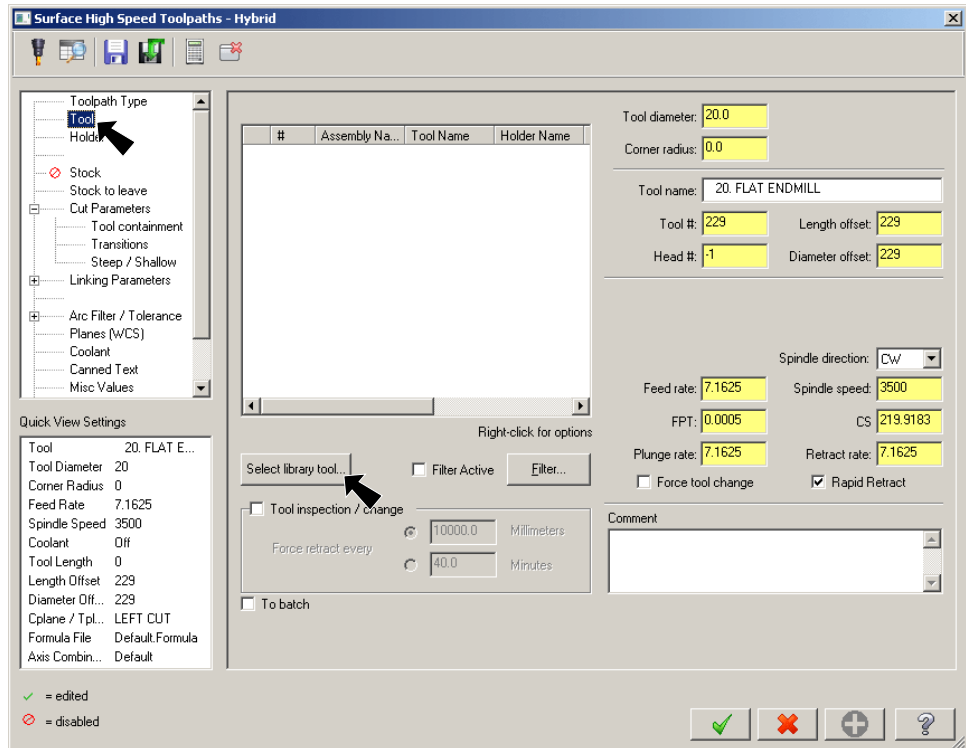 Surface High Speed Toolpaths - Hybrid
Toolpath Type
Tool
Holder
Stock
Stock to leave
Cut Parameters
Tool containment
Transitions
Steep / Shallow
Linking Parameters
Arc Filter / Tolerance
Planes (WCS)
Coolant
Canned Text
Misc Values
Quick View Settings
Tool 20. FLAT E...
Tool Diameter 20
Corner Radius 0
Feed Rate 7.1625
Spindle Speed 3500
Coolant Off
Tool Length 0
Length Offset 229
Diameter Off... 229
Cplane / Tpl... LEFT CUT
Formula File Default.Formula
Axis Combin... Default
= edited
= disabled
# Assembly Na... Tool Name Holder Name
Right-click for options
Select library tool... Filter Active Filter...
Tool inspection / change
Force retract every
10000.0 Millimeters
40.0 Minutes
To batch
Tool diameter: 20.0
Corner radius: 0.0
Tool name: 20. FLAT ENDMILL
Tool #: 229 Length offset: 229
Head #: -1 Diameter offset: 229
Spindle direction: CW
Feed rate: 7.1625 Spindle speed: 3500
FPT: 0.0005 CS 219.9183
Plunge rate: 7.1625 Retract rate: 7.1625
Force tool change Rapid Retract
Comment